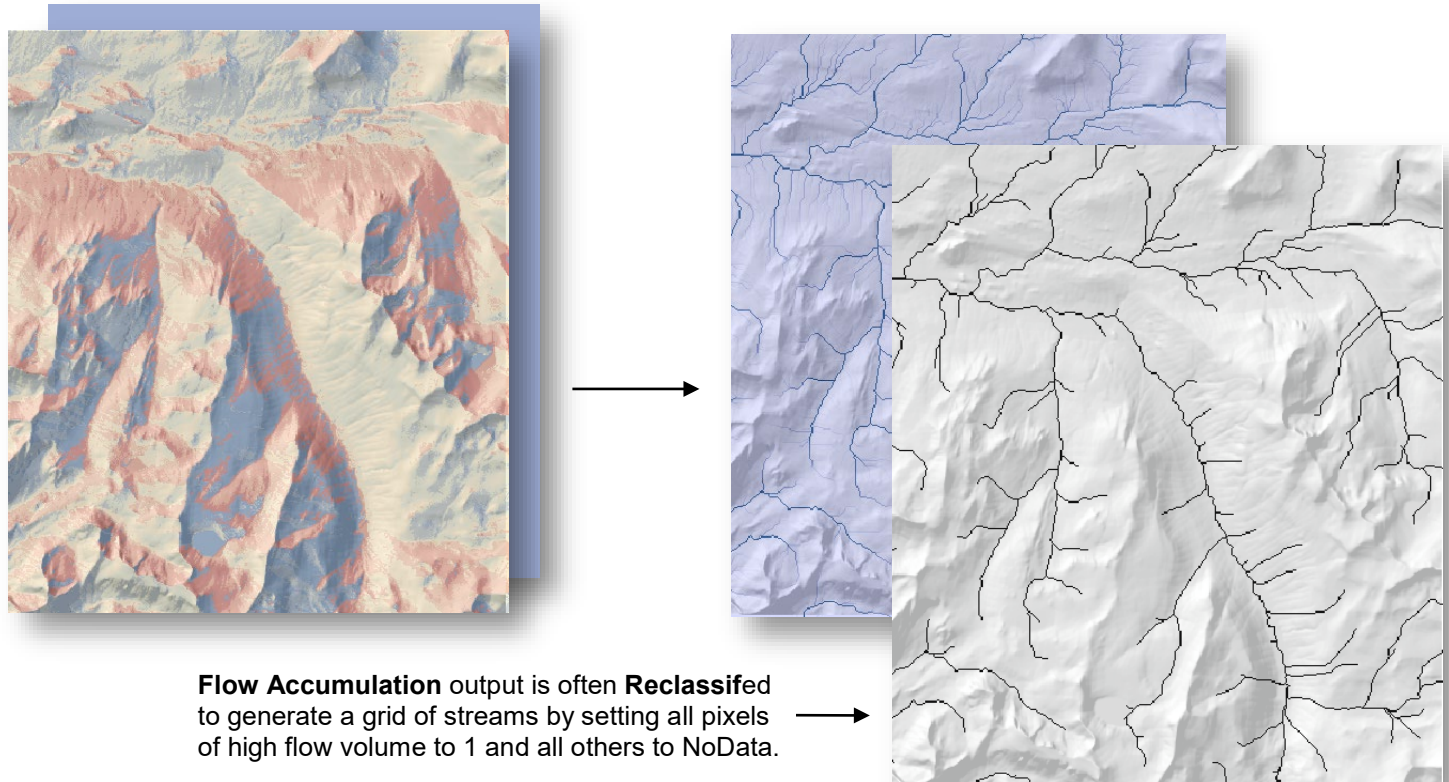 Flow Accumulation output is often Reclassifed
to generate a grid of streams by setting all pixels
of high flow volume to 1 and all others to NoData.